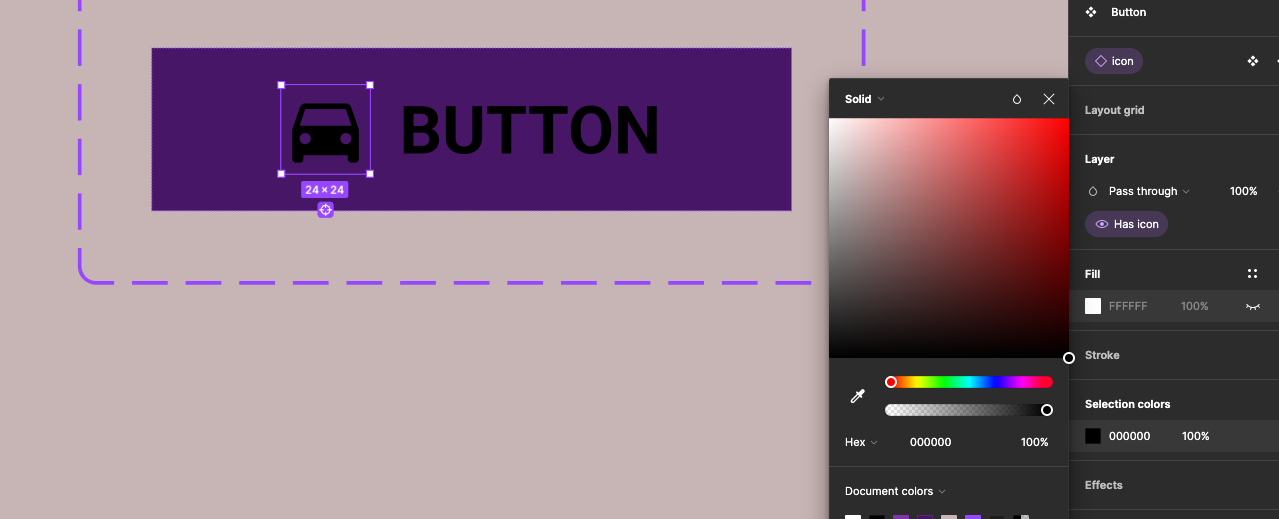 Button
icon
Layout grid
Layer
Pass through
100%
Has icon
Fill
FFFFFF
100%
Stroke
Selection colors
000000
100%
Effects
Solid
Hex
000000
100%
Document colors
BUTTON
24 × 24